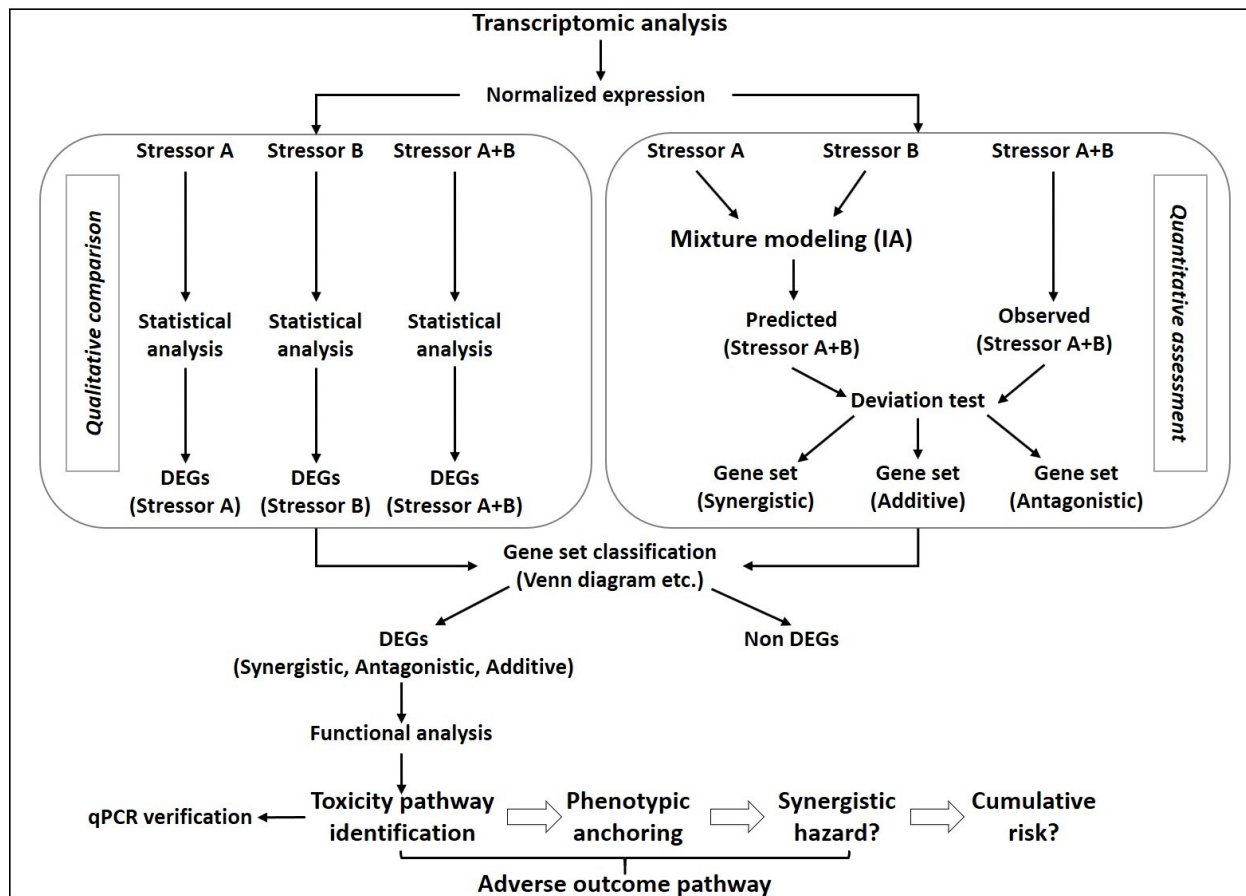 Transcriptomic analysis
Normalized expression
Qualitative comparison
Stressor A
Stressor B
Stressor A+B
Statistical
analysis
Statistical
analysis
Statistical
analysis
DEGs
(Stressor A)
DEGs
(Stressor B)
DEGs
(Stressor A+B)
Stressor A
Stressor B
Stressor A+B
Quantitative assessment
Mixture modeling (IA)
Predicted
(Stressor A+B)
Observed
(Stressor A+B)
Deviation test
Gene set
(Synergistic)
Gene set
(Additive)
Gene set
(Antagonistic)
Gene set classification
(Venn diagram etc.)
DEGs
(Synergistic, Antagonistic, Additive)
Non DEGs
Functional analysis
qPCR verification
Toxicity pathway
identification
Phenotypic
anchoring
Synergistic
hazard?
Cumulative
risk?
Adverse outcome pathway